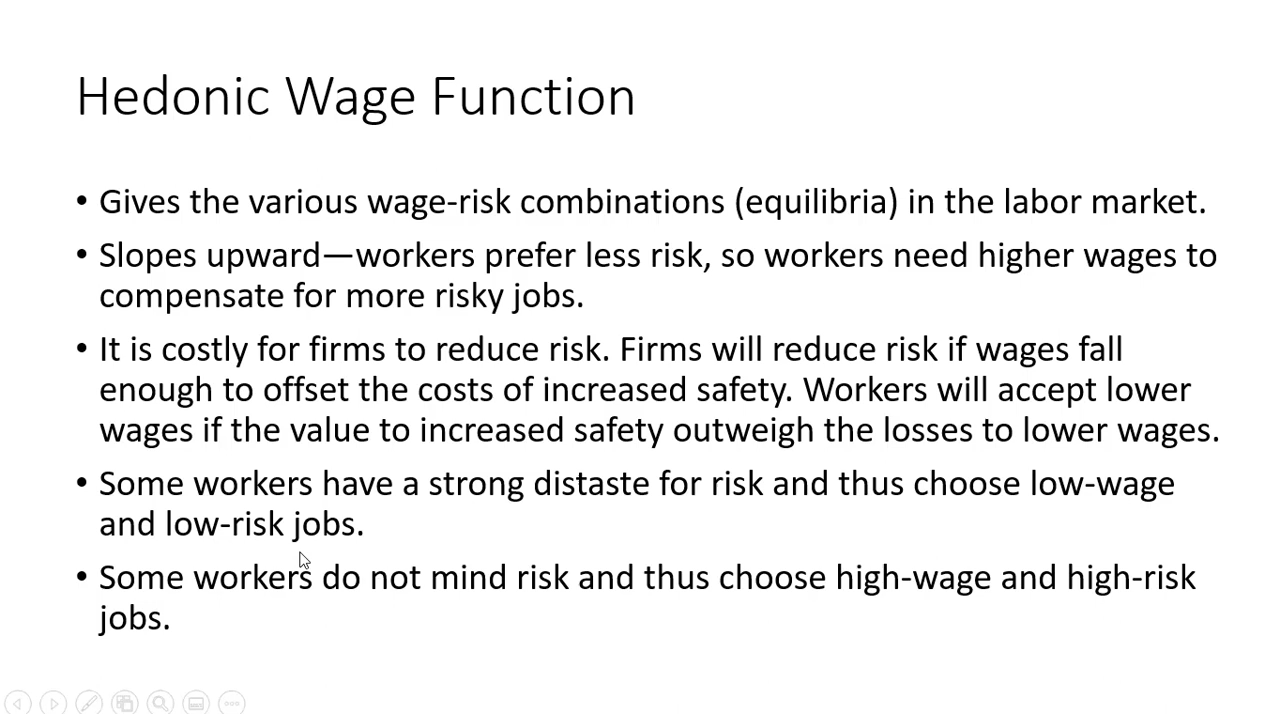 Hedonic Wage Function
• Gives the various wage-risk combinations (equilibria) in the labor market.
• Slopes upward—workers prefer less risk, so workers need higher wages to
compensate for more risky jobs.
• It is costly for firms to reduce risk. Firms will reduce risk if wages fall
enough to offset the costs of increased safety. Workers will accept lower
wages if the value to increased safety outweigh the losses to lower wages.
• Some workers have a strong distaste for risk and thus choose low-wage
and low-risk jobs.
• Some workers do not mind risk and thus choose high-wage and high-risk
jobs.